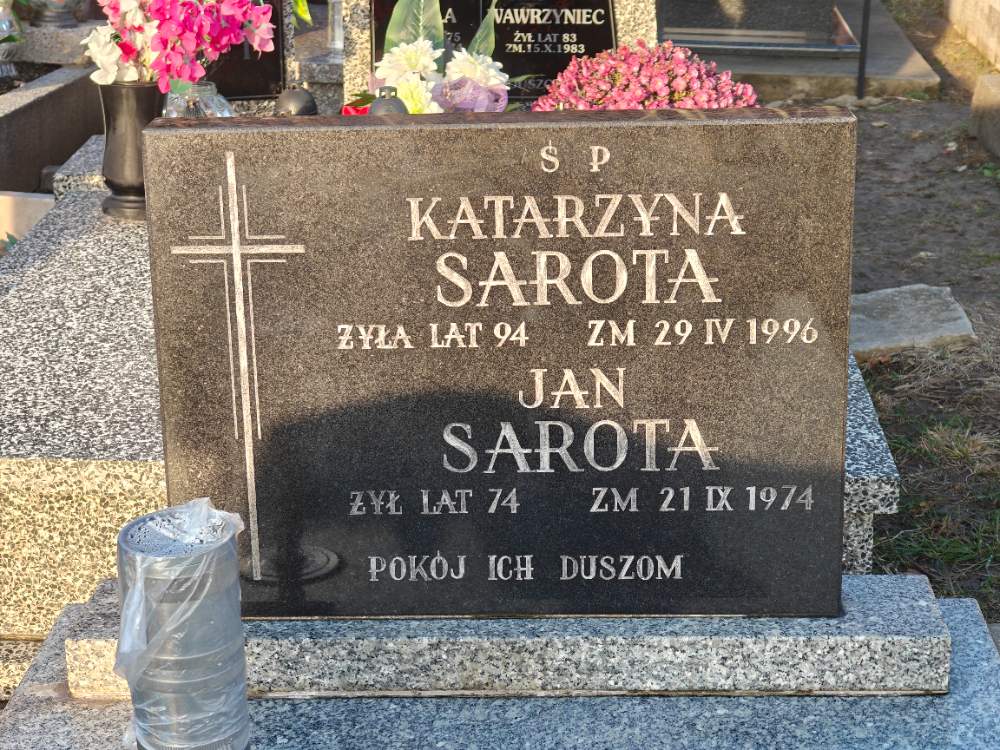 WAWRZYNIEC
ŻYŁ LAT 83
ZM.15.X.1983
Ś P
KATARZYNA
SAROTA
ŻYŁA LAT 94 ZM 29 IV 1996
JAN
SAROTA
ŻYŁ LAT 74 ZM 21 IX 1974
POKÓJ ICH DUSZOM